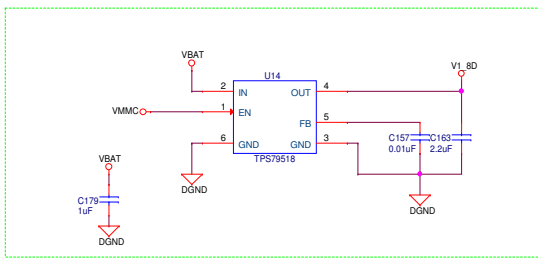 VBAT
U14
V1_8D
2
IN
OUT
4
VMMC
1
EN
FB
5
6
GND
GND
3
TPS79518
C157
0.01uF
C163
2.2uF
DGND
DGND
VBAT
C179
1uF
DGND